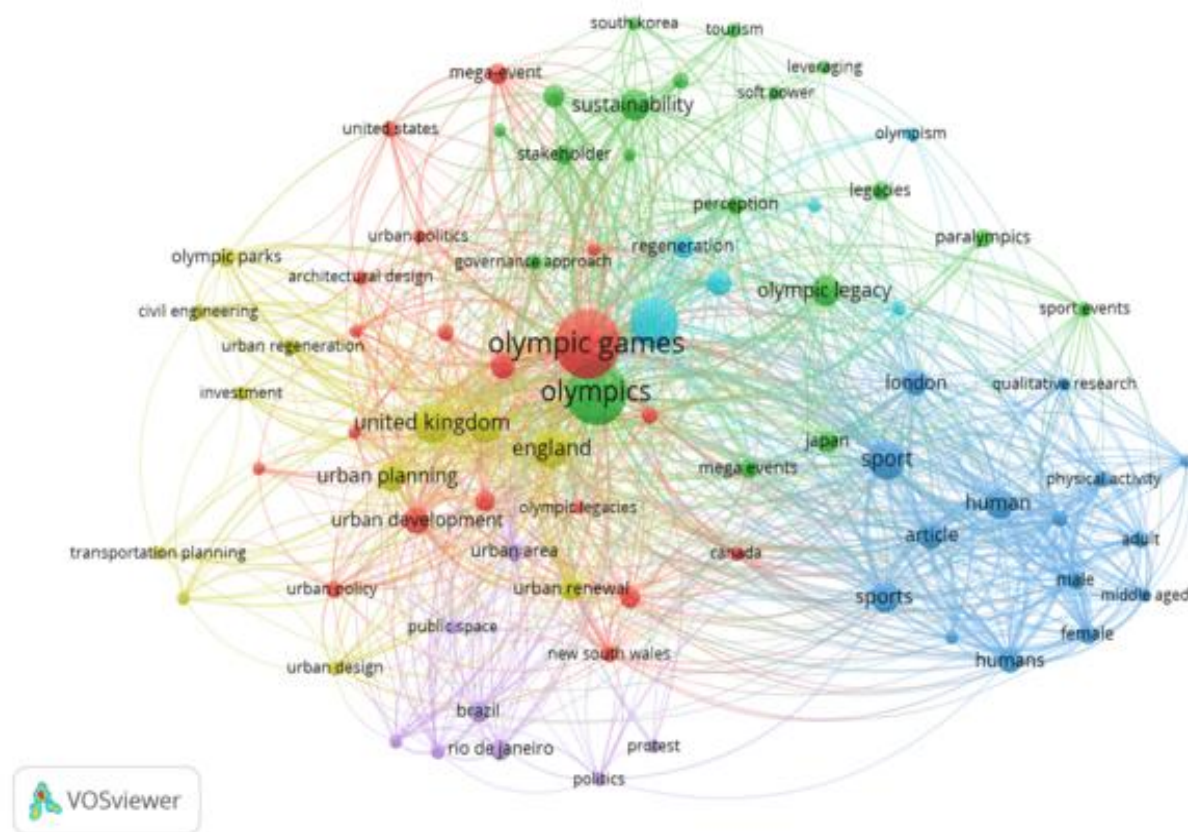 south korea
tourism
mega-event
leveraging
soft power
sustainability
united states
olympism
stakeholder
legacies
perception
urban politics
regeneration
paralympics
olympic parks
governance approach
architectural design
olympic legacy
civil engineering
sport events
olympic games
urban regeneration
london
qualitative research
investment
olympics
united kingdom
england
japan
sport
mega events
urban planning
physical activity
human
olympic legacies
urban development
article
adult
transportation planning
urban area
canada
male
urban policy
urban renewal
sports
middle aged
public space
female
urban design
new south wales
humans
brazil
rio de janeiro
protest
politics
VOSviewer